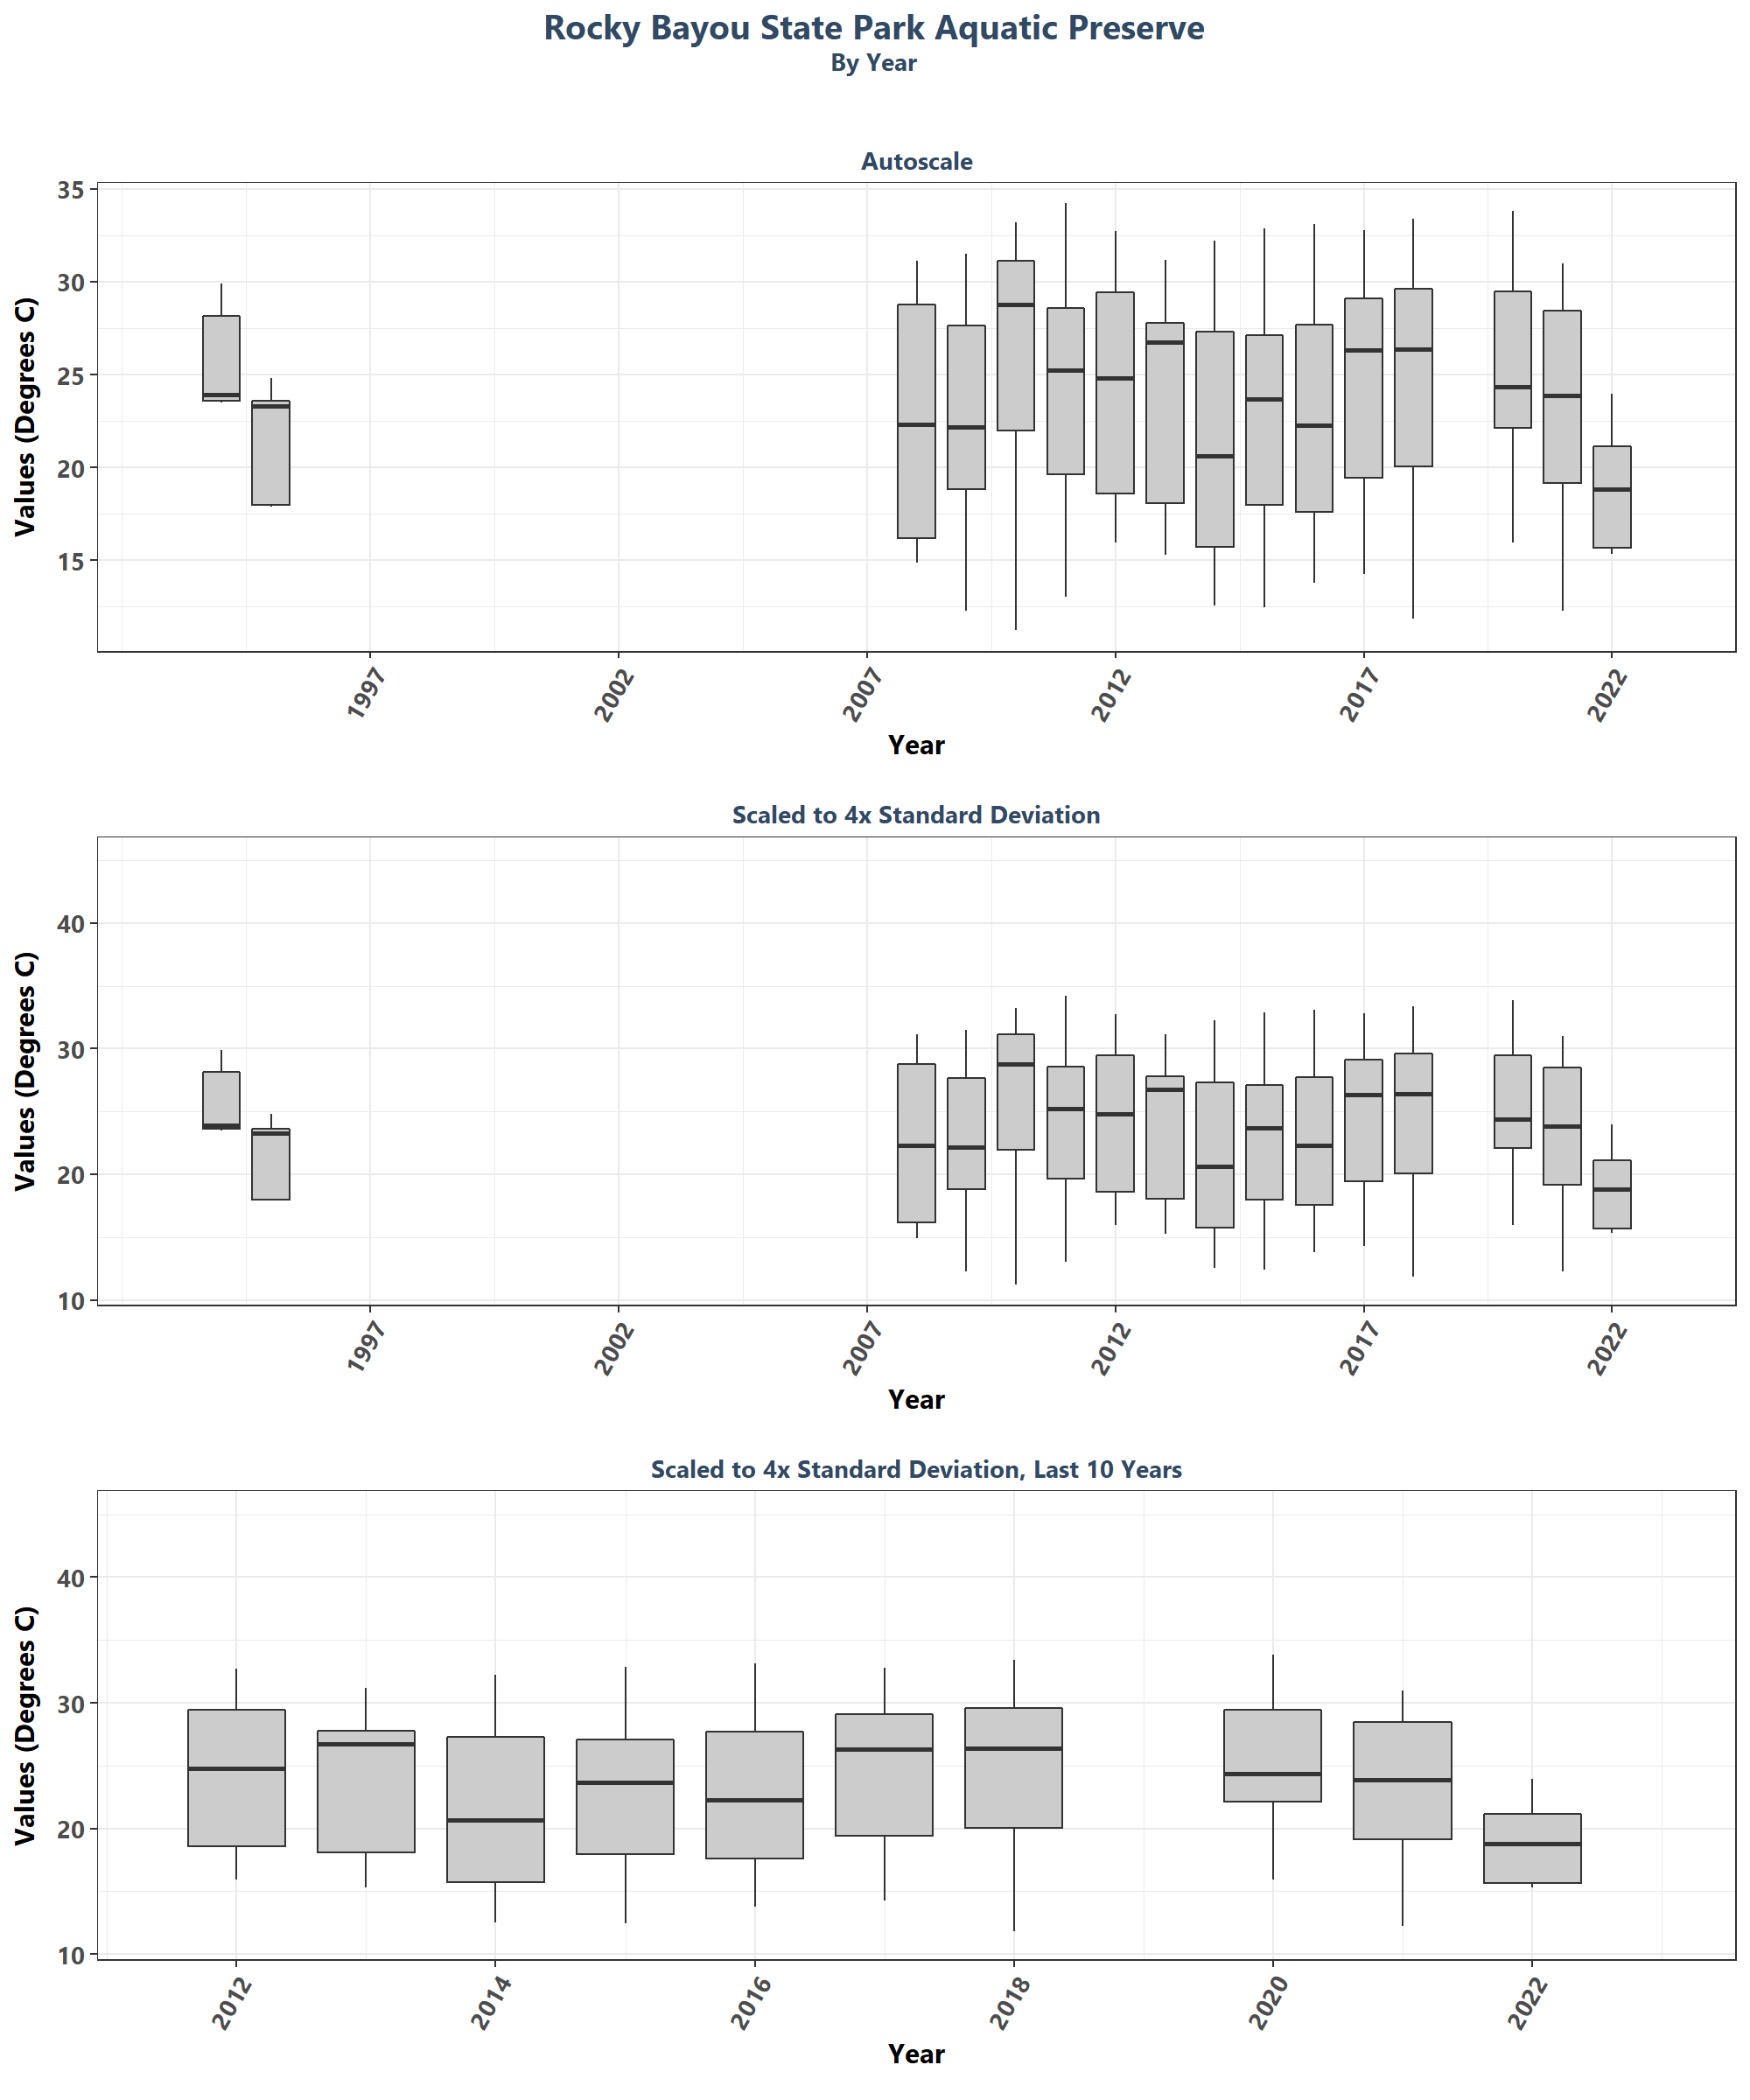 Rocky Bayou State Park Aquatic Preserve
By Year
Autoscale
Values (Degrees C)
35
30
25
20
15
1997
2002
2007
2012
2017
2022
Year
Scaled to 4x Standard Deviation
Values (Degrees C)
40
30
20
10
1997
2002
2007
2012
2017
2022
Year
Scaled to 4x Standard Deviation, Last 10 Years
Values (Degrees C)
40
30
20
10
2012
2014
2016
2018
2020
2022
Year